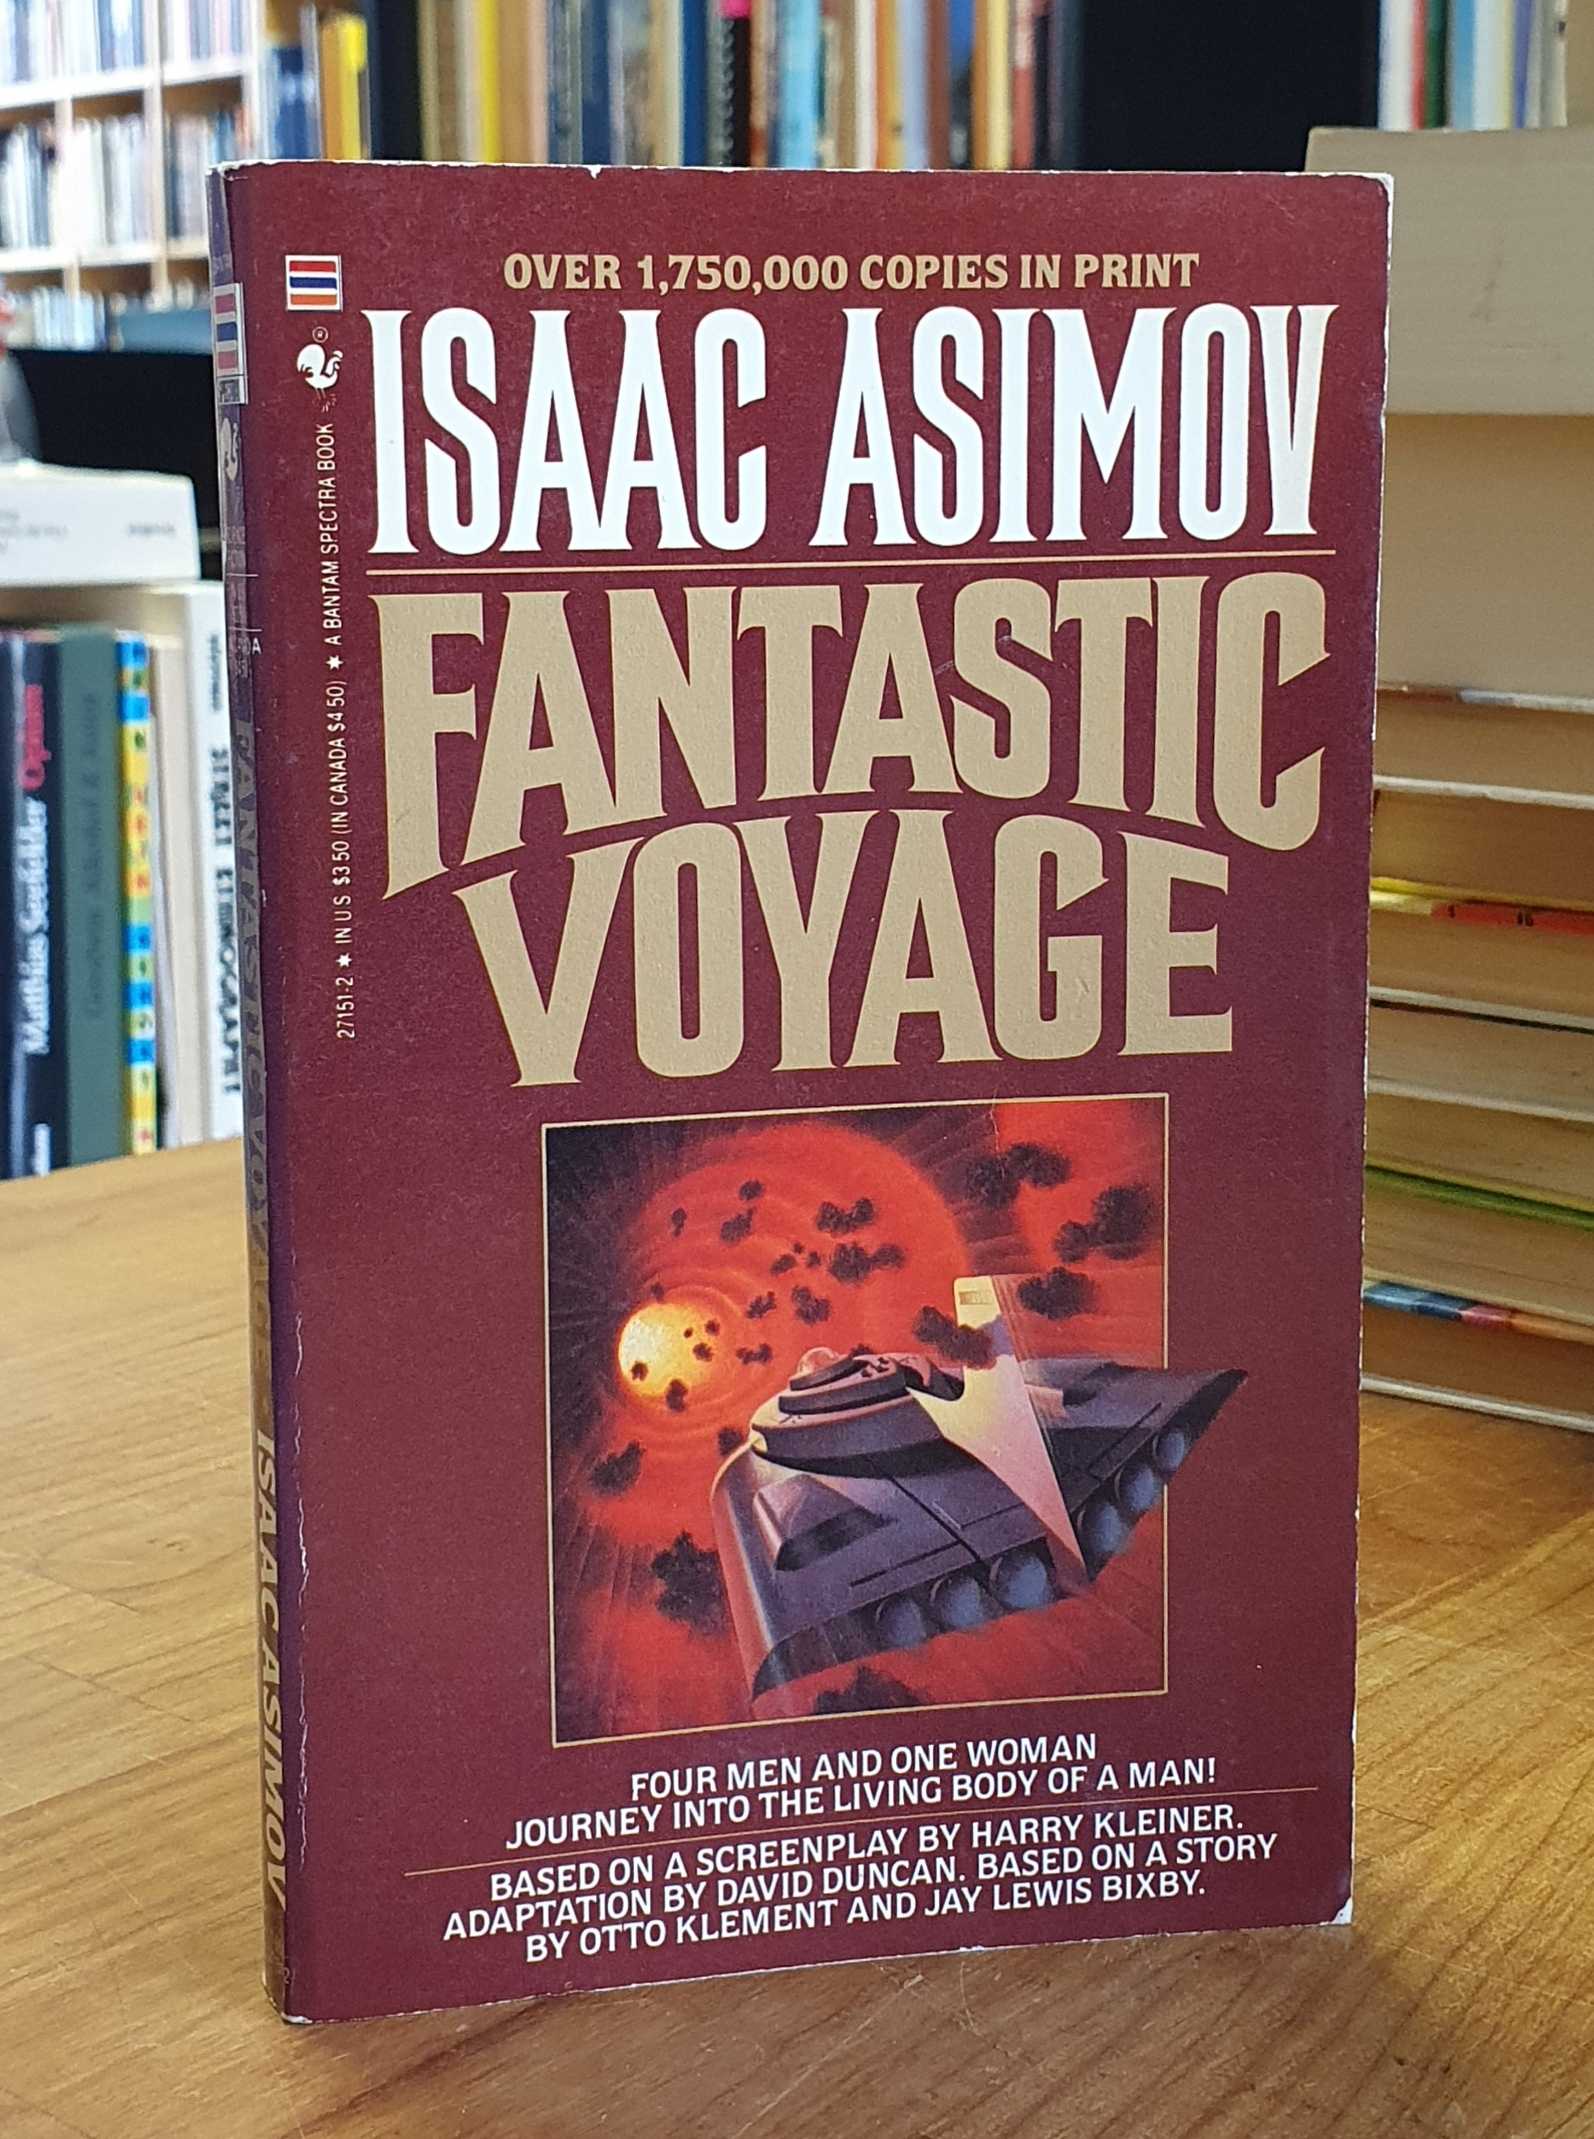 OVER 1,750,000 COPIES IN PRINT
ISAAC ASIMOV
FANTASTIC
VOYAGE
27151-2 ★ IN U.S. $3.50 (IN CANADA $4.50) ★ A BANTAM SPECTRA BOOK
FOUR MEN AND ONE WOMAN
JOURNEY INTO THE LIVING BODY OF A MAN!
BASED ON A SCREENPLAY BY HARRY KLEINER.
ADAPTATION BY DAVID DUNCAN. BASED ON A STORY
BY OTTO KLEMENT AND JAY LEWIS BIXBY.
FANTASTIC VOYAGE ISAAC ASIMOV
Matthias Seefelder Opium